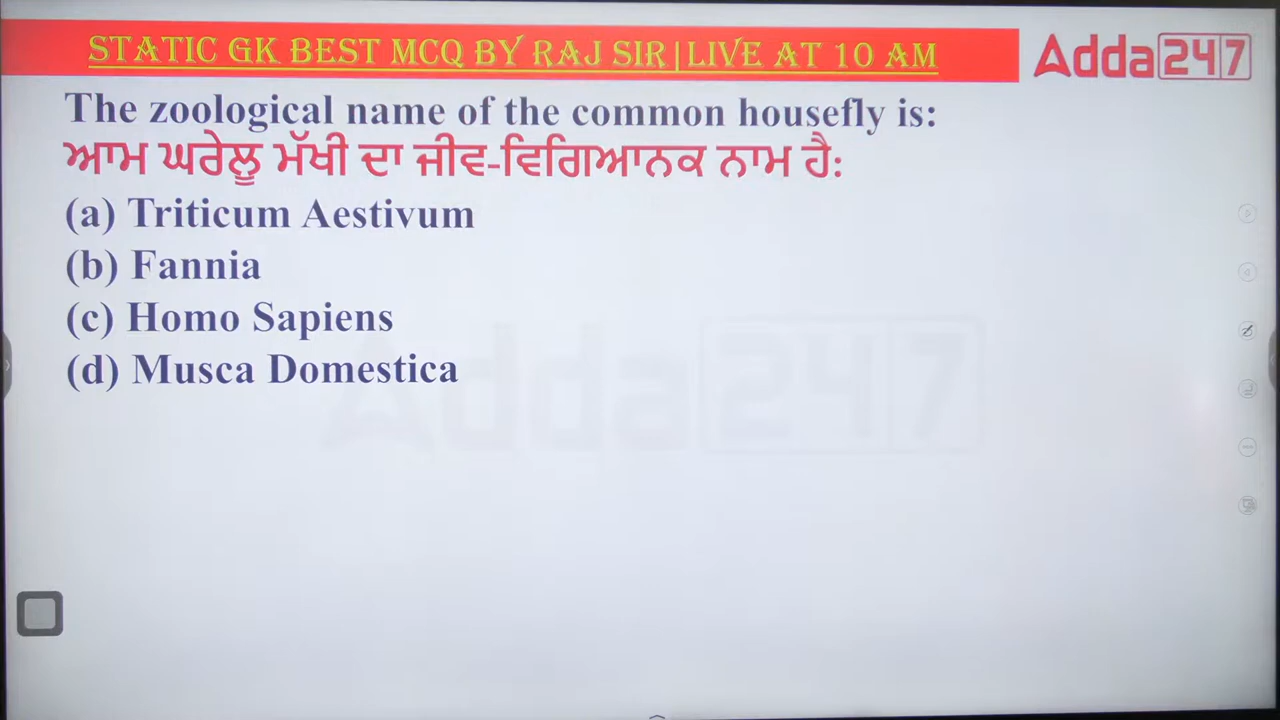 STATIC GK BEST MCQ BY RAJ SIR|LIVE AT 10 AM
Adda247
The zoological name of the common housefly is:
ਆਮ ਘਰੇਲੂ ਮੱਖੀ ਦਾ ਜੀਵ-ਵਿਗਿਆਨਕ ਨਾਮ ਹੈ:
(a) Triticum Aestivum
(b) Fannia
(c) Homo Sapiens
(d) Musca Domestica
Adda247